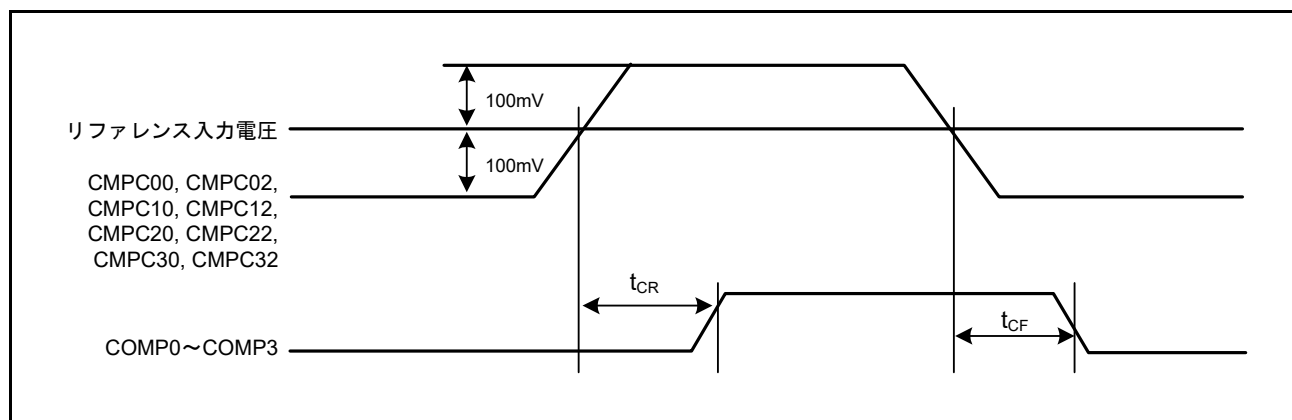 100mV
リファレンス入力電圧
100mV
CMPC00, CMPC02,
CMPC10, CMPC12,
CMPC20, CMPC22,
CMPC30, CMPC32
tCR
tCF
COMP0～COMP3